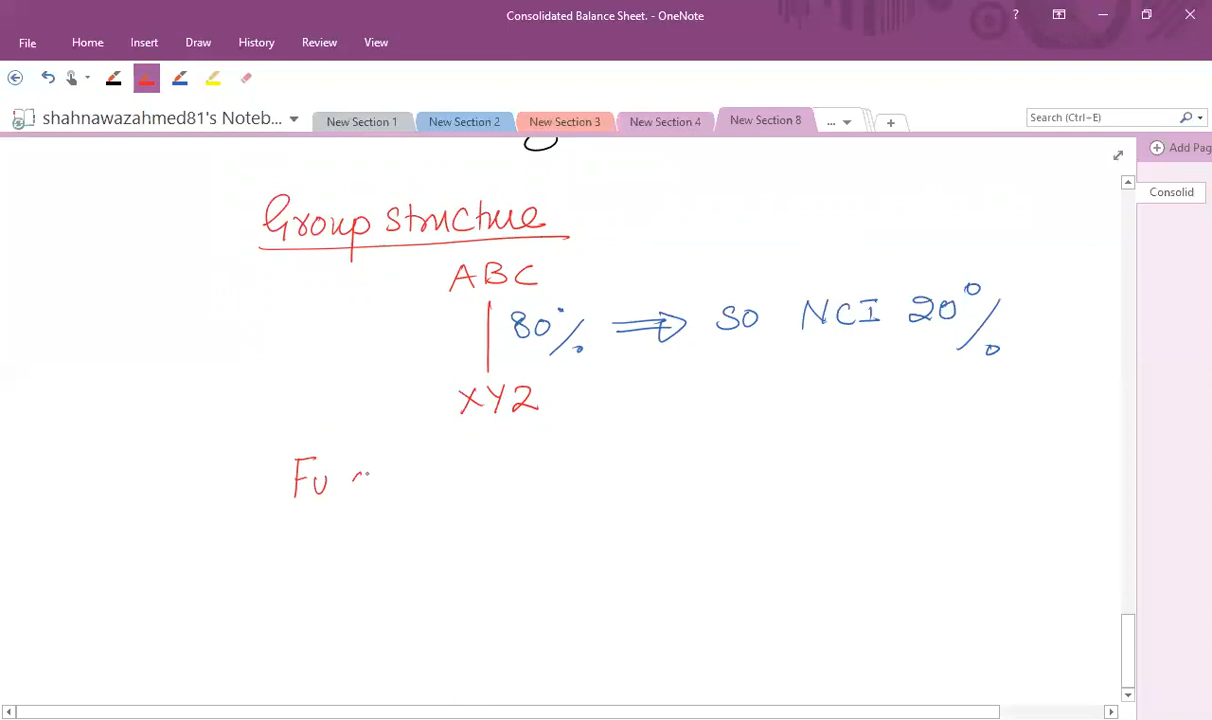 Consolidated Balance Sheet. - OneNote
?
File Home Insert Draw History Review View
shahnawazahmed81's Noteb...
New Section 1 New Section 2 New Section 3 New Section 4 New Section 8 ... +
Search (Ctrl+E)
Add Pag
Consolid
Group structure
ABC
80% ⇒ SO NCI 20%
XYZ